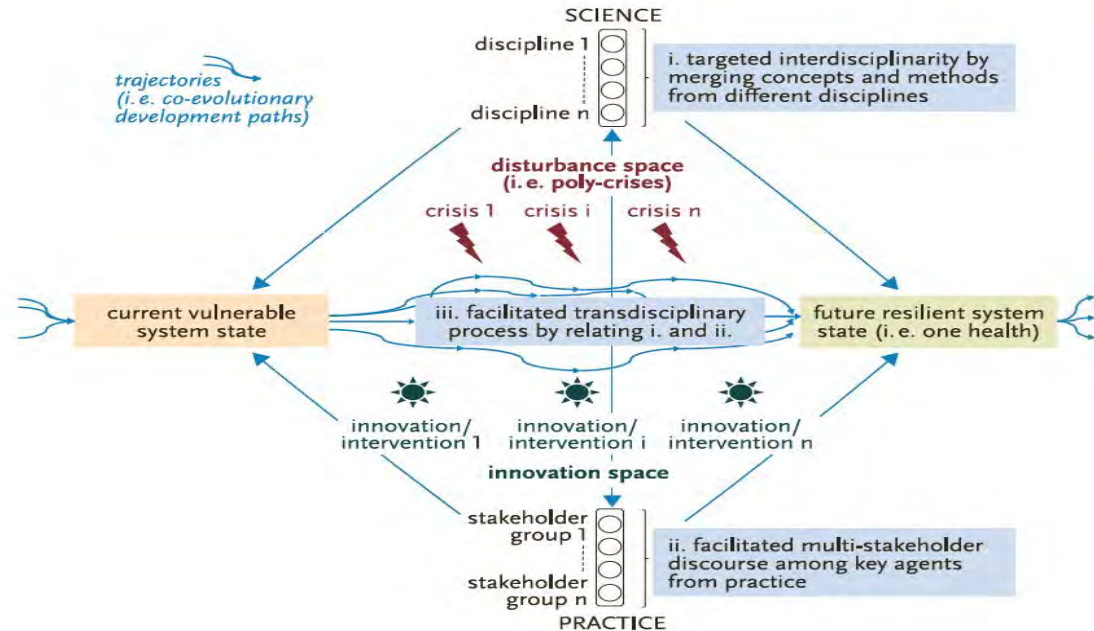 SCIENCE
discipline 1
discipline n
i. targeted interdisciplinarity by
merging concepts and methods
from different disciplines
trajectories
(i. e. co-evolutionary
development paths)
disturbance space
(i. e. poly-crises)
crisis 1
crisis i
crisis n
current vulnerable
system state
iii. facilitated transdisciplinary
process by relating i. and ii.
future resilient system
state (i. e. one health)
innovation/
intervention 1
innovation/
intervention i
innovation/
intervention n
innovation space
stakeholder
group 1
stakeholder
group n
ii. facilitated multi-stakeholder
discourse among key agents
from practice
PRACTICE